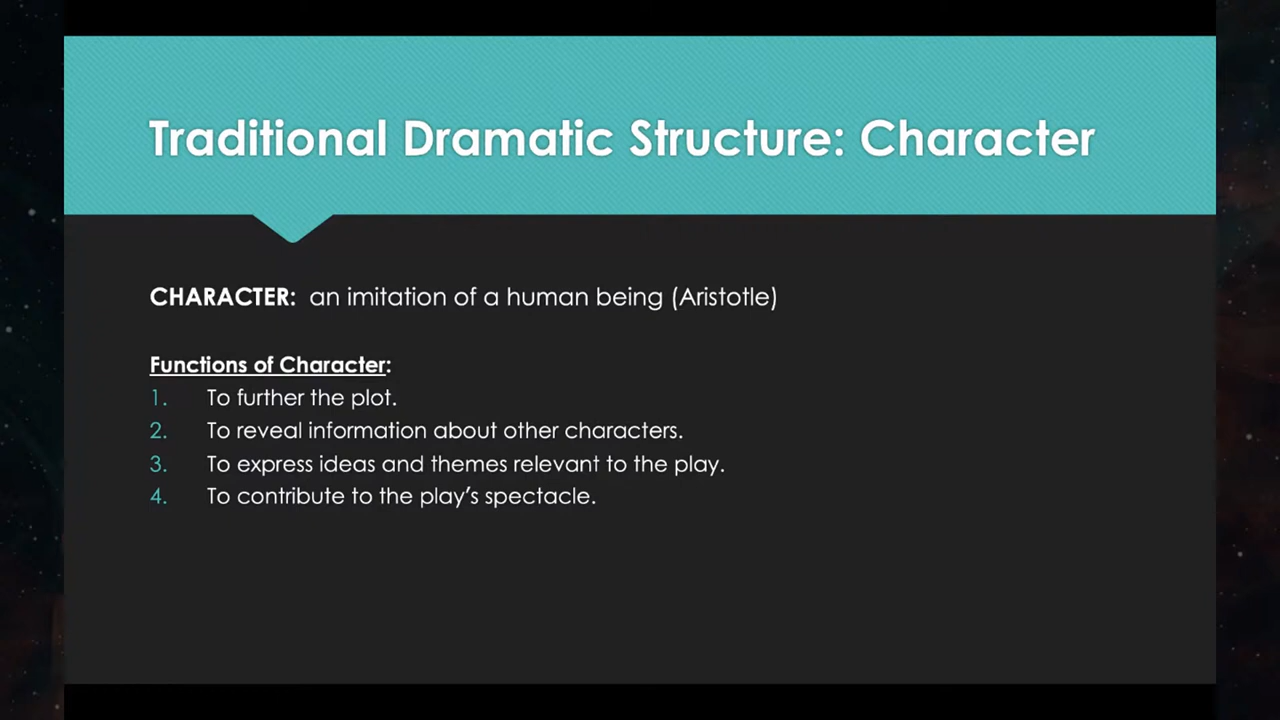 Traditional Dramatic Structure: Character
CHARACTER: an imitation of a human being (Aristotle)
Functions of Character:
1. To further the plot.
2. To reveal information about other characters.
3. To express ideas and themes relevant to the play.
4. To contribute to the play’s spectacle.